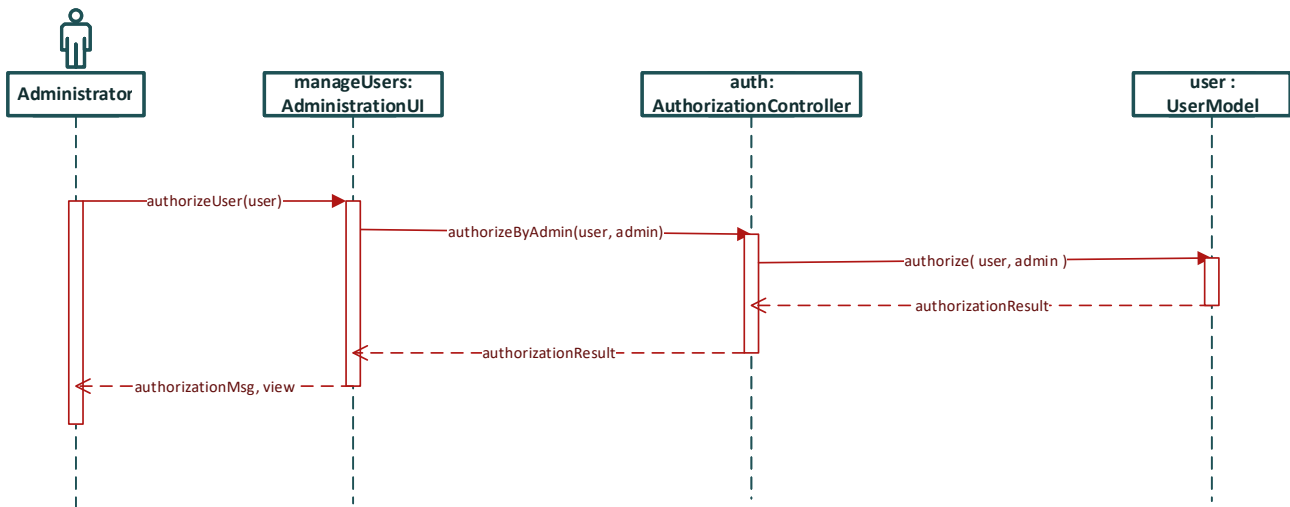 Administrator
manageUsers:
AdministrationUI
auth:
AuthorizationController
user :
UserModel
authorizeUser(user)
authorizeByAdmin(user, admin)
authorize( user, admin )
authorizationResult
authorizationResult
authorizationMsg, view